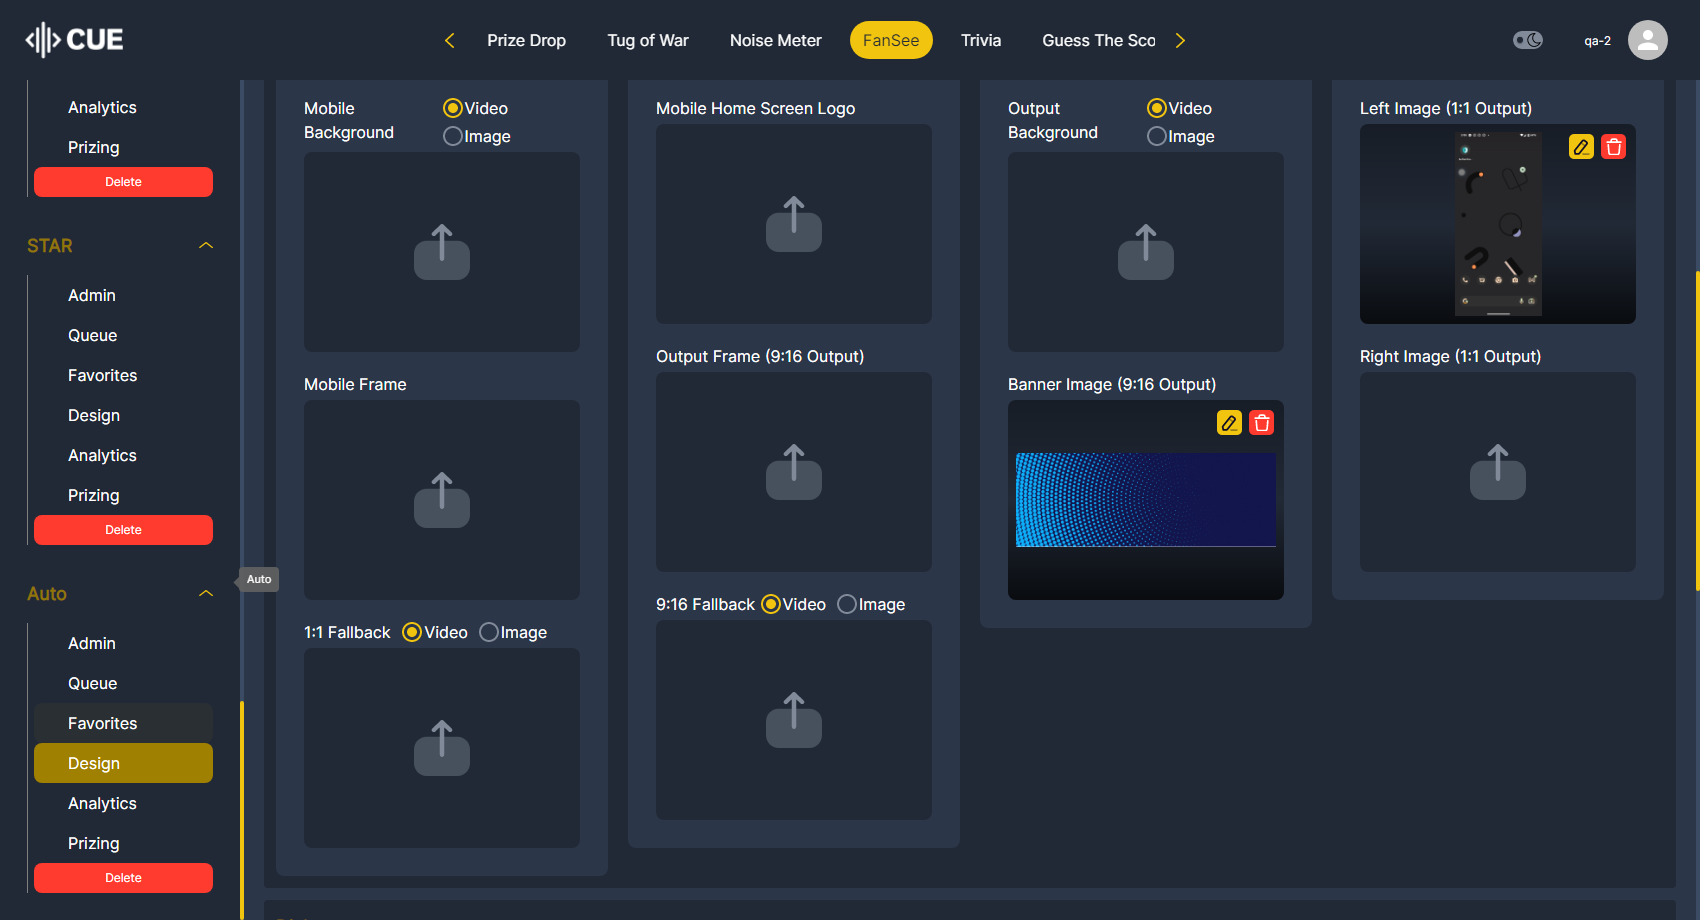 CUE
Prize Drop
Tug of War
Noise Meter
FanSee
Trivia
Guess The Sco
qa-2
Analytics
Prizing
Delete
STAR
Admin
Queue
Favorites
Design
Analytics
Prizing
Delete
Auto
Auto
Admin
Queue
Favorites
Design
Analytics
Prizing
Delete
Mobile
Background
Video
Image
Mobile Frame
1:1 Fallback
Video
Image
Mobile Home Screen Logo
Output Frame (9:16 Output)
9:16 Fallback
Video
Image
Output
Background
Video
Image
Banner Image (9:16 Output)
Left Image (1:1 Output)
Right Image (1:1 Output)